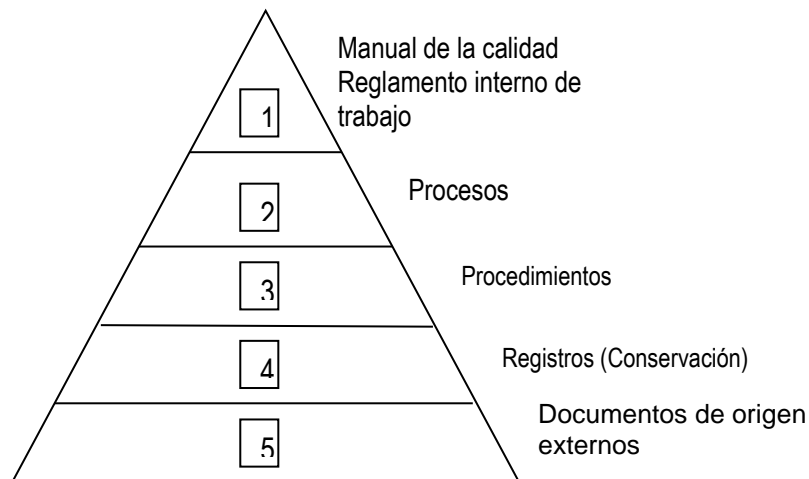 Manual de la calidad
Reglamento interno de
trabajo
1
Procesos
2
Procedimientos
3
Registros (Conservación)
4
Documentos de origen
externos
5